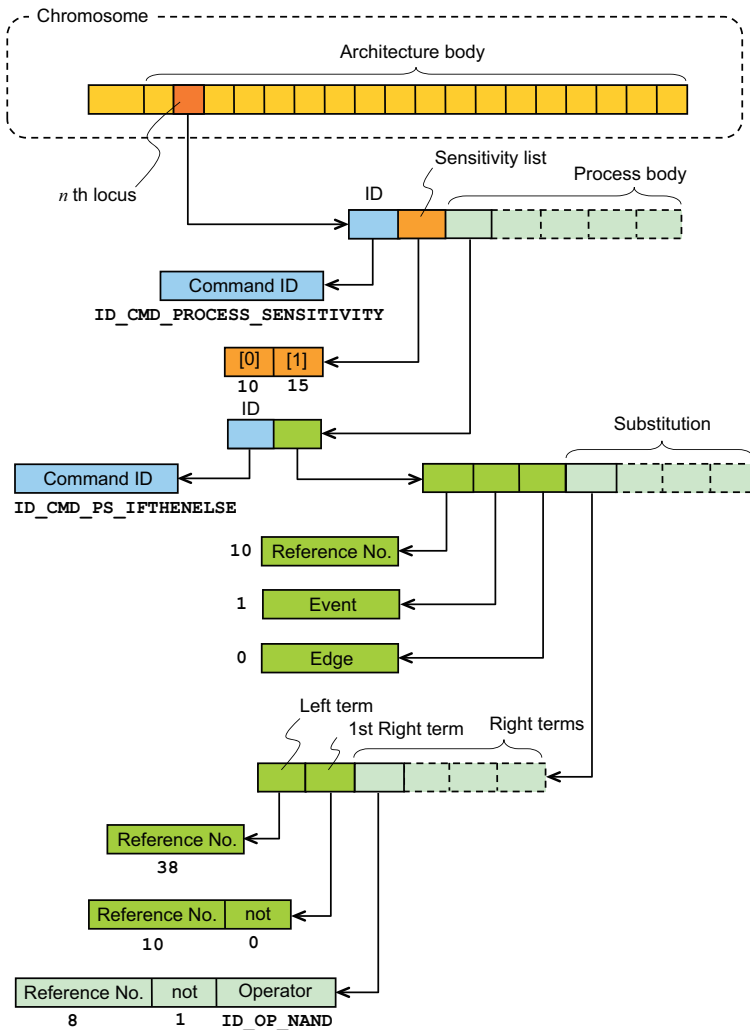 Chromosome
Architecture body
n th locus
Sensitivity list
ID
Process body
Command ID
ID_CMD_PROCESS_SENSITIVITY
[0] [1]
10 15
ID
Substitution
Command ID
ID_CMD_PS_IFTHENELSE
10 Reference No.
1 Event
0 Edge
Left term
1st Right term
Right terms
Reference No.
38
Reference No. not
10 0
Reference No. not Operator
8 1 ID_OP_NAND